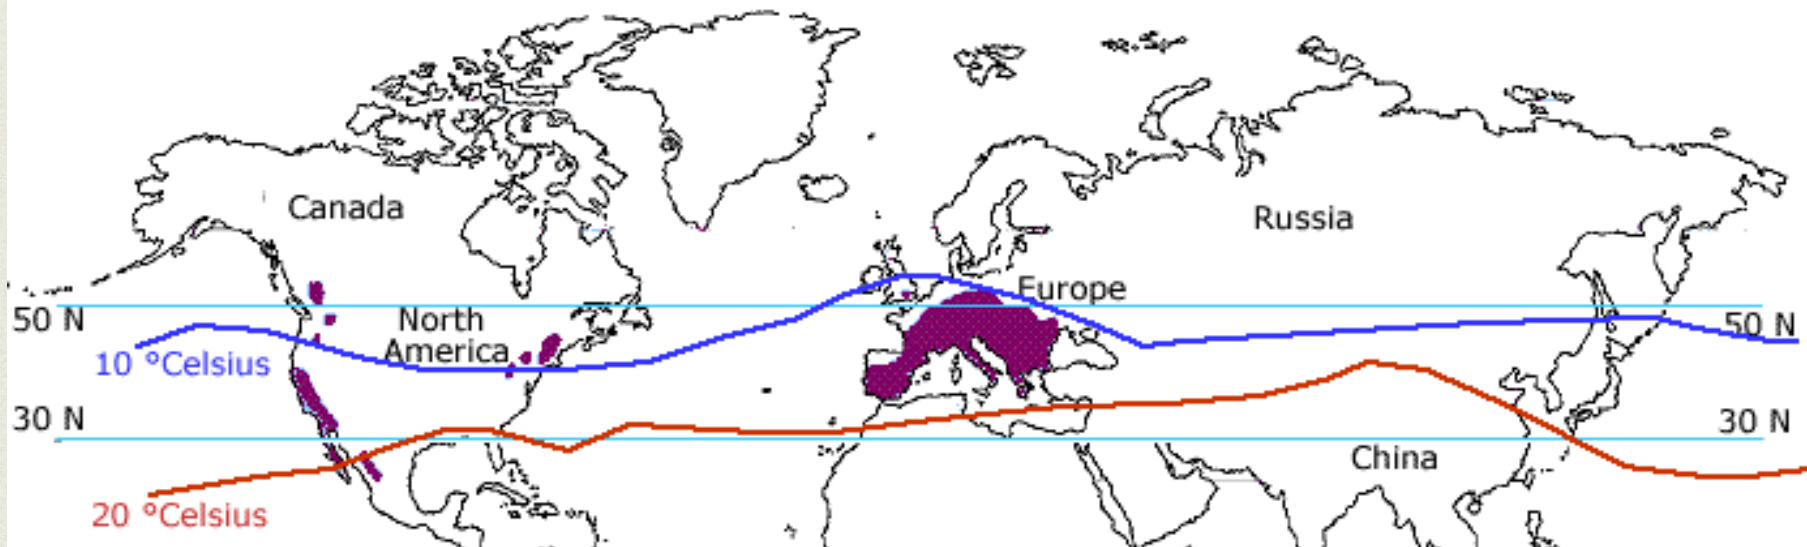 Canada
Russia
Europe
50 N
North
America
50 N
10 °Celsius
30 N
30 N
China
20 °Celsius